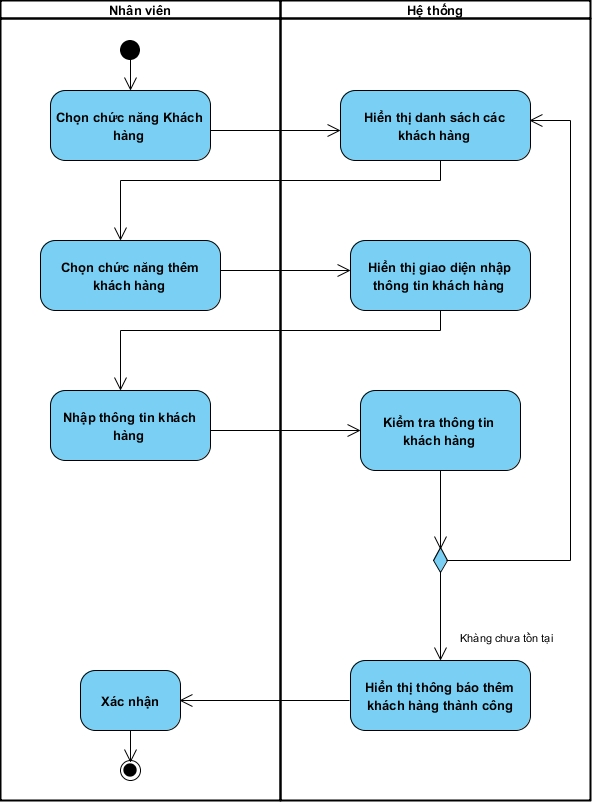 Nhân viên
Hệ thống
Chọn chức năng Khách
hàng
Hiển thị danh sách các
khách hàng
Chọn chức năng thêm
khách hàng
Hiển thị giao diện nhập
thông tin khách hàng
Nhập thông tin khách
hàng
Kiểm tra thông tin
khách hàng
Khàng chưa tồn tại
Hiển thị thông báo thêm
khách hàng thành công
Xác nhận